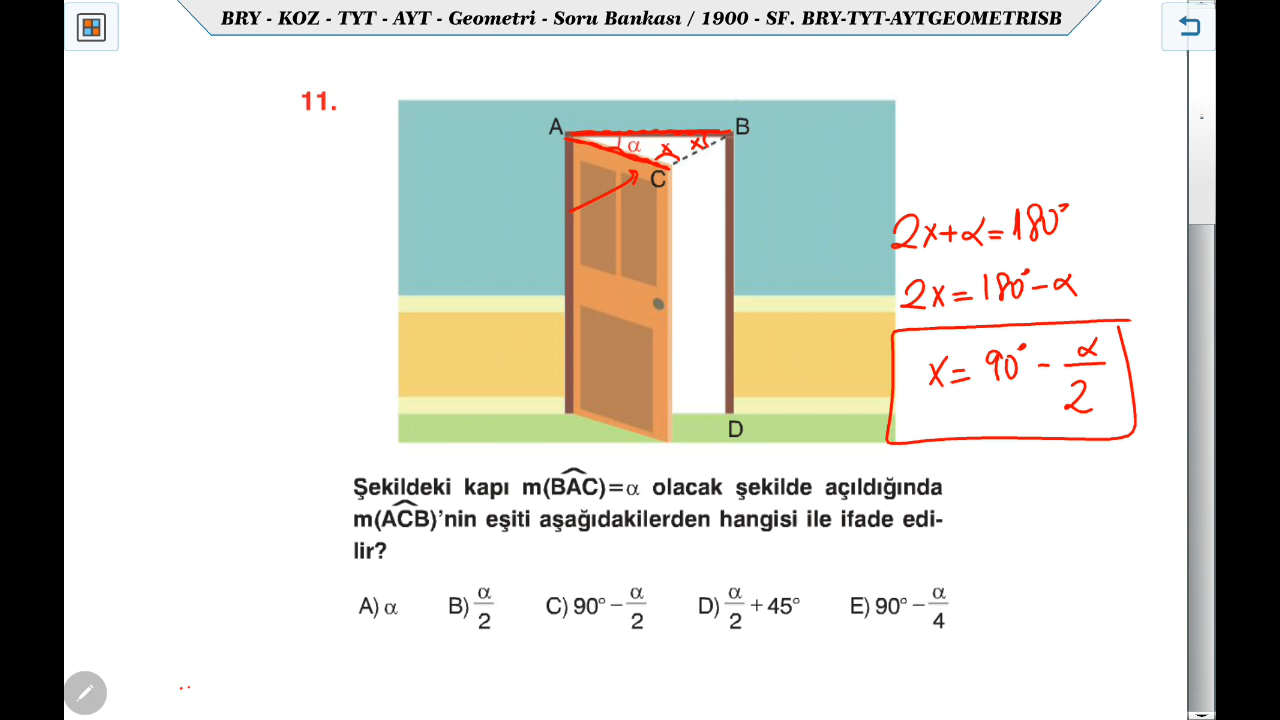 BRY - KOZ - TYT - AYT - Geometri - Soru Bankası / 1900 - SF. BRY-TYT-AYTGEOMETRISB
11.
A
B
α
x
x
C
D
2x+α=180°
2x=180°-α
x=90°-α/2
Şekildeki kapı m(BAC)=α olacak şekilde açıldığında
m(ACB)'nin eşiti aşağıdakilerden hangisi ile ifade edi-
lir?
A) α B) α/2 C) 90° − α/2 D) α/2 + 45° E) 90° − α/4